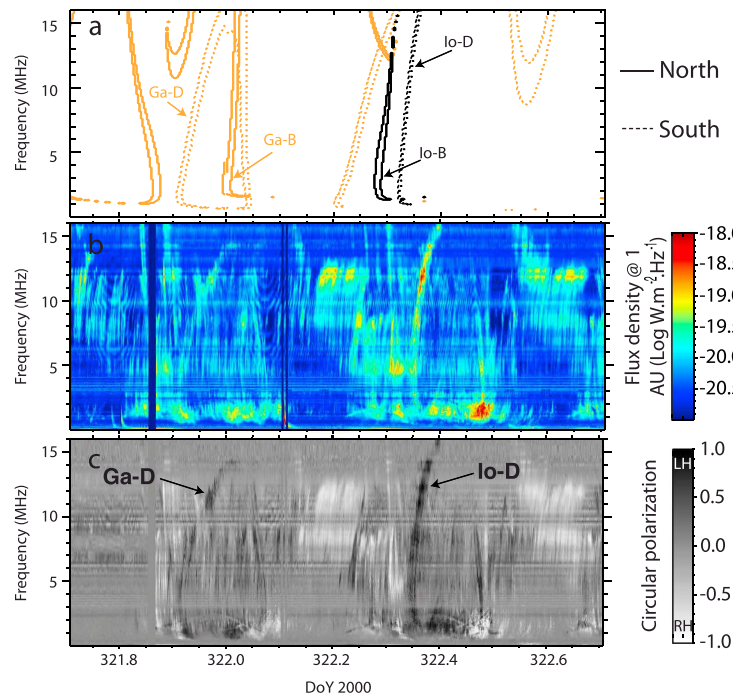 a
15
10
5
Frequency (MHz)
Ga-D
Ga-B
Io-D
Io-B
North
South
b
15
10
5
Frequency (MHz)
-18.0
-18.5
-19.0
-19.5
-20.0
-20.5
Flux density @ 1
AU (Log W.m-2.Hz-1)
c
Ga-D
Io-D
15
10
5
Frequency (MHz)
321.8
322.0
322.2
322.4
322.6
DoY 2000
1.0
0.5
0.0
-0.5
-1.0
LH
RH
Circular polarization